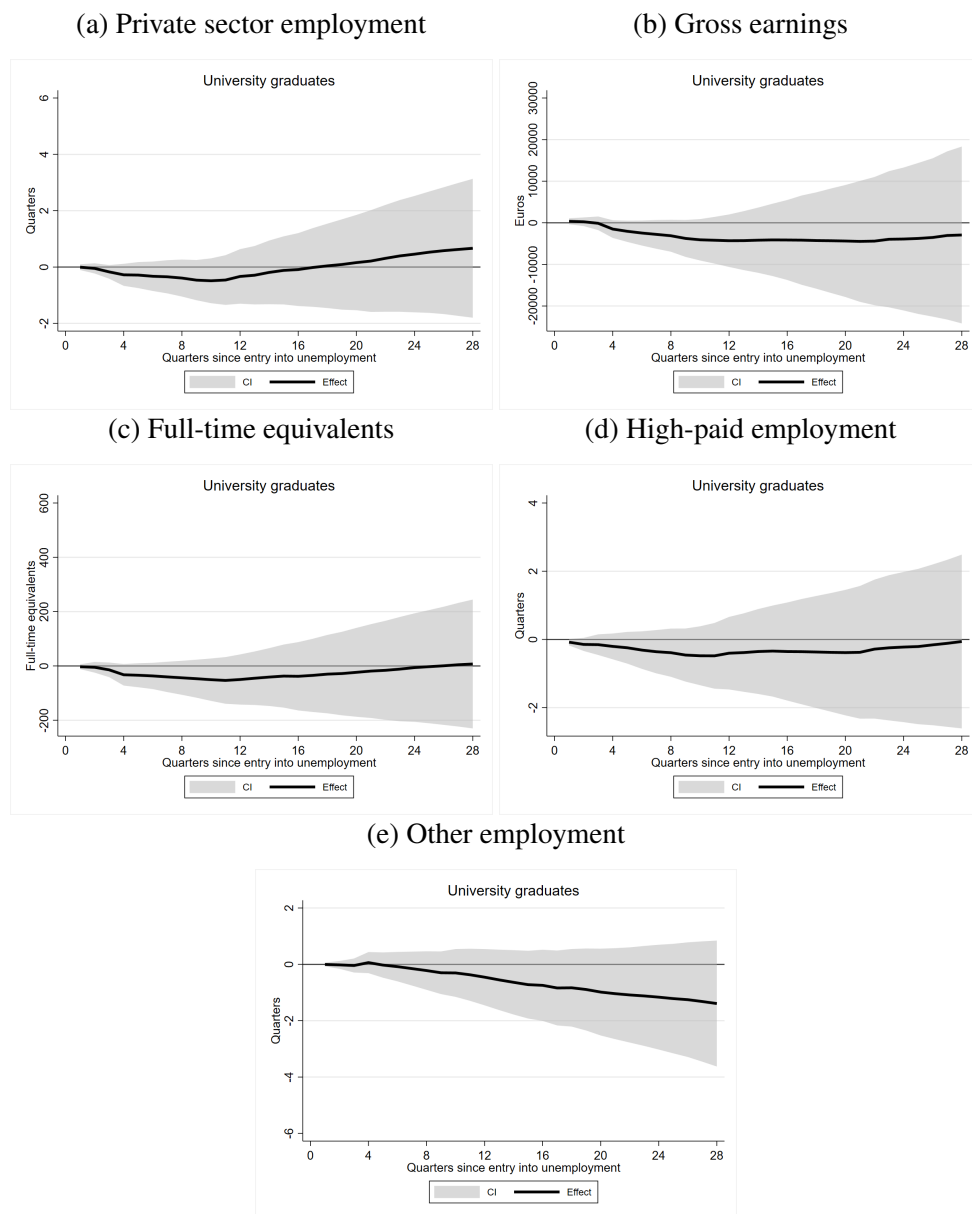 (a) Private sector employment
(b) Gross earnings
University graduates
Quarters
6
4
2
0
-2
0 4 8 12 16 20 24 28
Quarters since entry into unemployment
CI Effect
University graduates
Euros
30000
20000
10000
0
-10000
-20000
0 4 8 12 16 20 24 28
Quarters since entry into unemployment
CI Effect
(c) Full-time equivalents
(d) High-paid employment
University graduates
Full-time equivalents
600
400
200
0
-200
0 4 8 12 16 20 24 28
Quarters since entry into unemployment
CI Effect
University graduates
Quarters
4
2
0
-2
0 4 8 12 16 20 24 28
Quarters since entry into unemployment
CI Effect
(e) Other employment
University graduates
Quarters
2
0
-2
-4
-6
0 4 8 12 16 20 24 28
Quarters since entry into unemployment
CI Effect